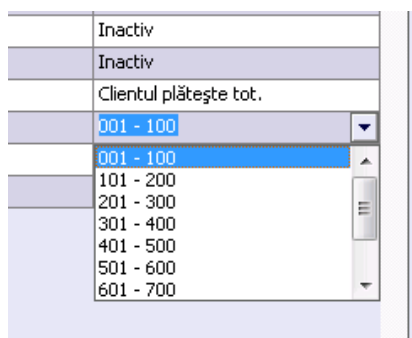 Inactiv
Inactiv
Clientul plăteşte tot.
001 - 100
001 - 100
101 - 200
201 - 300
301 - 400
401 - 500
501 - 600
601 - 700